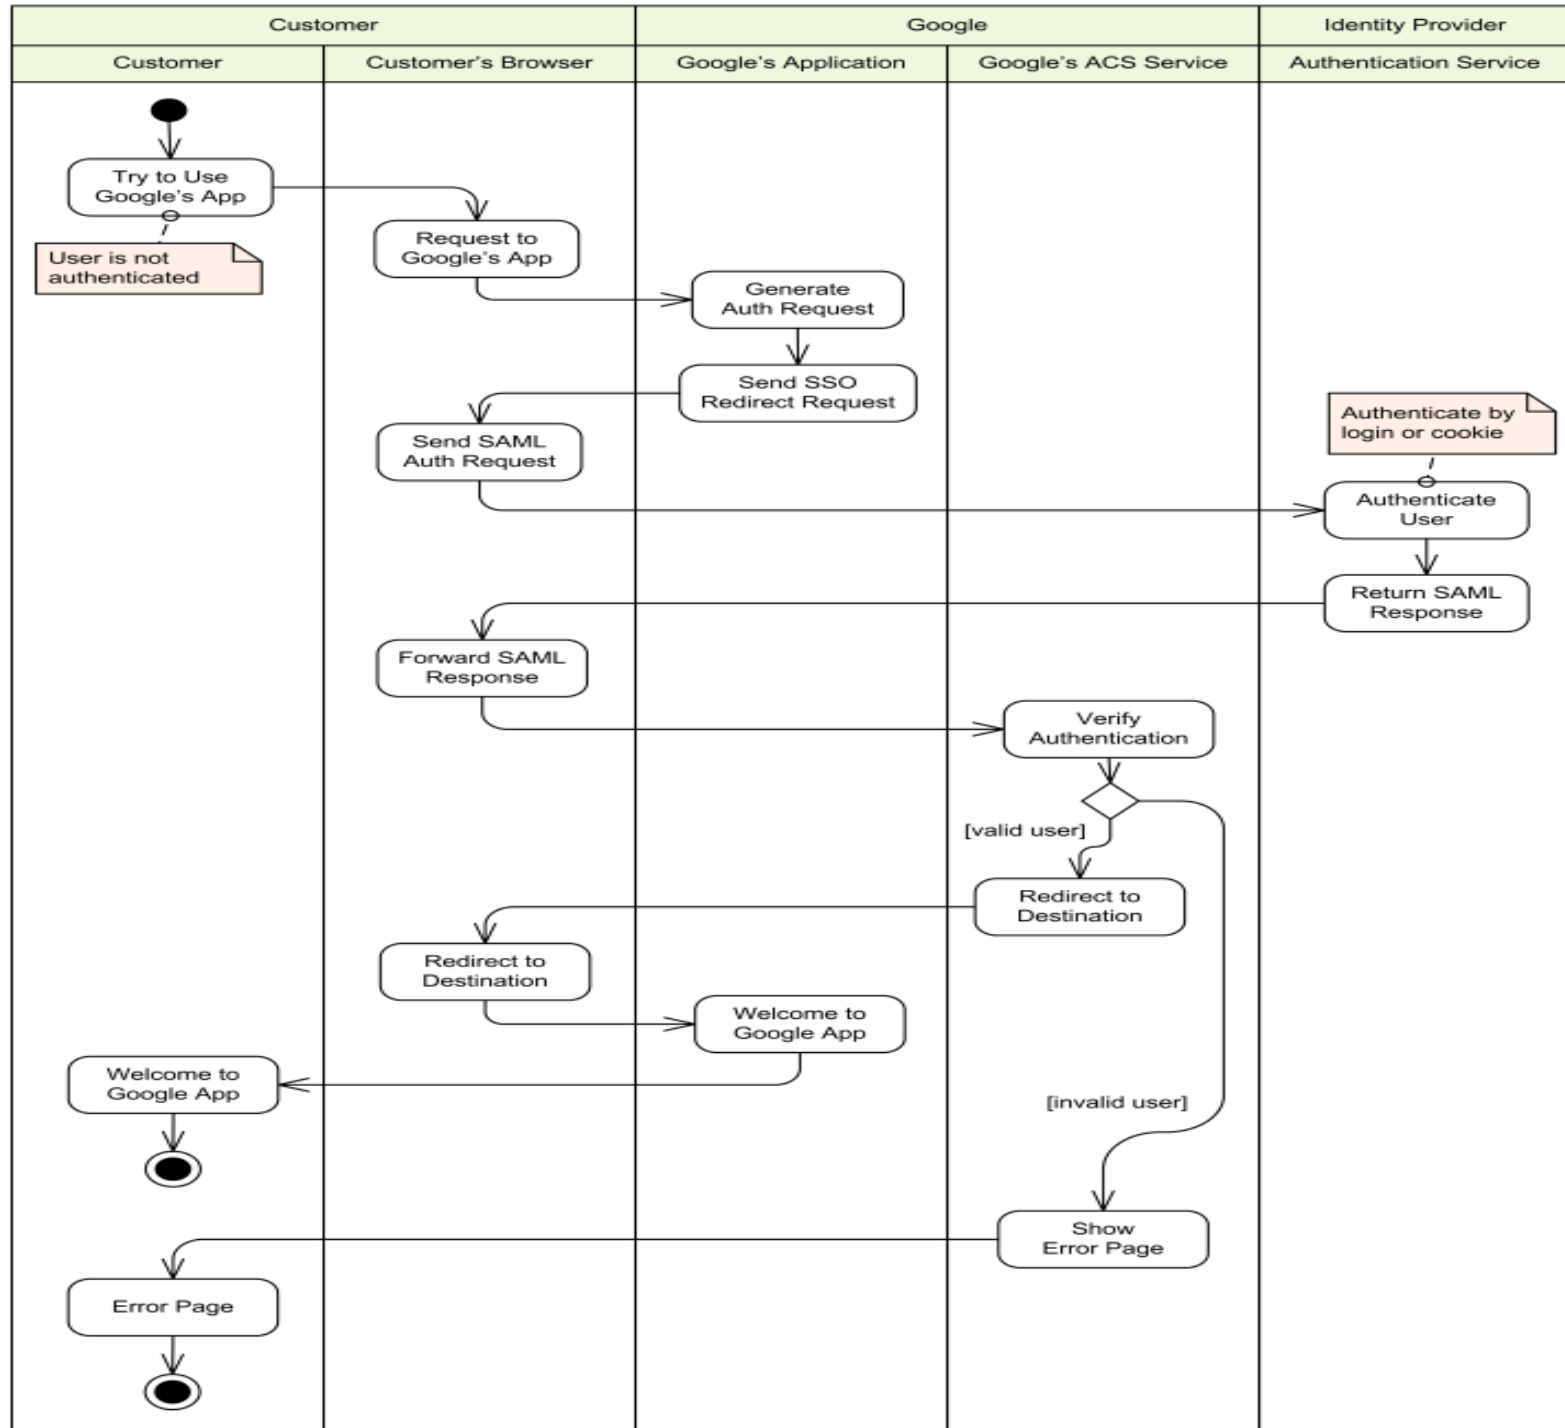 Customer
Google
Identity Provider
Customer
Customer's Browser
Google's Application
Google's ACS Service
Authentication Service
Try to Use
Google's App
User is not
authenticated
Request to
Google's App
Generate
Auth Request
Send SSO
Redirect Request
Send SAML
Auth Request
Authenticate by
login or cookie
Authenticate
User
Return SAML
Response
Forward SAML
Response
Verify
Authentication
[valid user]
Redirect to
Destination
Redirect to
Destination
Welcome to
Google App
Welcome to
Google App
[invalid user]
Show
Error Page
Error Page